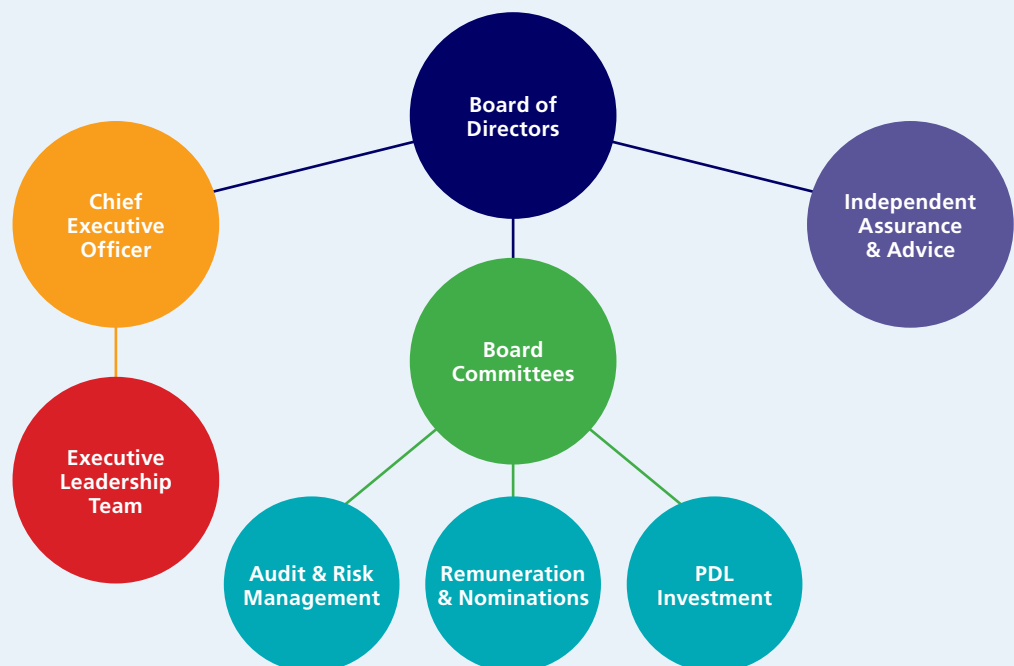 Board of
Directors
Chief
Executive
Officer
Independent
Assurance
& Advice
Board
Committees
Executive
Leadership
Team
Audit & Risk
Management
Remuneration
& Nominations
PDL
Investment